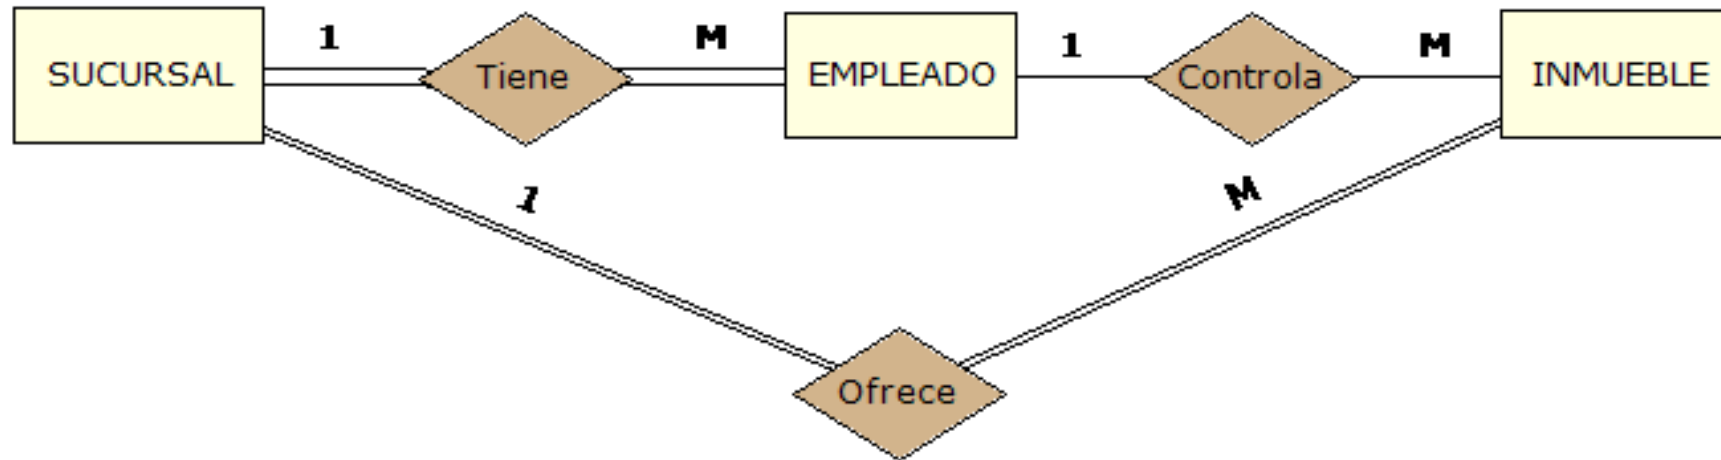 1 M 1 M
SUCURSAL Tiene EMPLEADO Controla INMUEBLE
1 M
Ofrece